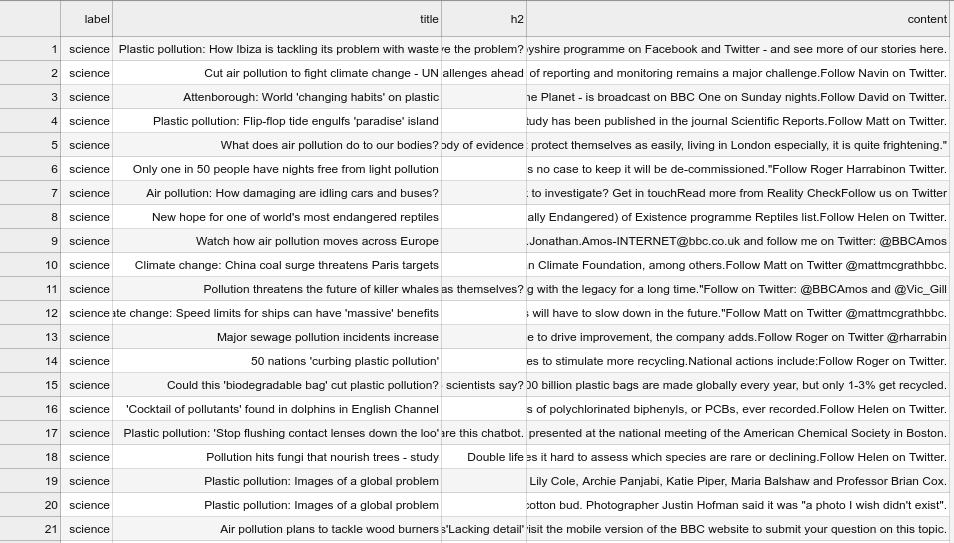 label title h2 content
1 science Plastic pollution: How Ibiza is tackling its problem with waste ve the problem? yshire programme on Facebook and Twitter - and see more of our stories here.
2 science Cut air pollution to fight climate change - UN allenges ahead of reporting and monitoring remains a major challenge.Follow Navin on Twitter.
3 science Attenborough: World 'changing habits' on plastic ne Planet - is broadcast on BBC One on Sunday nights.Follow David on Twitter.
4 science Plastic pollution: Flip-flop tide engulfs 'paradise' island tudy has been published in the journal Scientific Reports.Follow Matt on Twitter.
5 science What does air pollution do to our bodies? ody of evidence protect themselves as easily, living in London especially, it is quite frightening."
6 science Only one in 50 people have nights free from light pollution s no case to keep it will be de-commissioned."Follow Roger Harrabinon Twitter.
7 science Air pollution: How damaging are idling cars and buses? to investigate? Get in touchRead more from Reality CheckFollow us on Twitter
8 science New hope for one of world's most endangered reptiles ally Endangered) of Existence programme Reptiles list.Follow Helen on Twitter.
9 science Watch how air pollution moves across Europe .Jonathan.Amos-INTERNET@bbc.co.uk and follow me on Twitter: @BBCAmos
10 science Climate change: China coal surge threatens Paris targets n Climate Foundation, among others.Follow Matt on Twitter @mattmcgrathbbc.
11 science Pollution threatens the future of killer whales as themselves? g with the legacy for a long time."Follow on Twitter: @BBCAmos and @Vic_Gill
12 science ate change: Speed limits for ships can have 'massive' benefits s will have to slow down in the future."Follow Matt on Twitter @mattmcgrathbbc.
13 science Major sewage pollution incidents increase e to drive improvement, the company adds.Follow Roger on Twitter @rharrabin
14 science 50 nations 'curbing plastic pollution' es to stimulate more recycling.National actions include:Follow Roger on Twitter.
15 science Could this 'biodegradable bag' cut plastic pollution? scientists say? 00 billion plastic bags are made globally every year, but only 1-3% get recycled.
16 science 'Cocktail of pollutants' found in dolphins in English Channel s of polychlorinated biphenyls, or PCBs, ever recorded.Follow Helen on Twitter.
17 science Plastic pollution: 'Stop flushing contact lenses down the loo' are this chatbot. presented at the national meeting of the American Chemical Society in Boston.
18 science Pollution hits fungi that nourish trees - study Double life es it hard to assess which species are rare or declining.Follow Helen on Twitter.
19 science Plastic pollution: Images of a global problem Lily Cole, Archie Panjabi, Katie Piper, Maria Balshaw and Professor Brian Cox.
20 science Plastic pollution: Images of a global problem cotton bud. Photographer Justin Hofman said it was "a photo I wish didn't exist".
21 science Air pollution plans to tackle wood burners s'Lacking detail' isit the mobile version of the BBC website to submit your question on this topic.